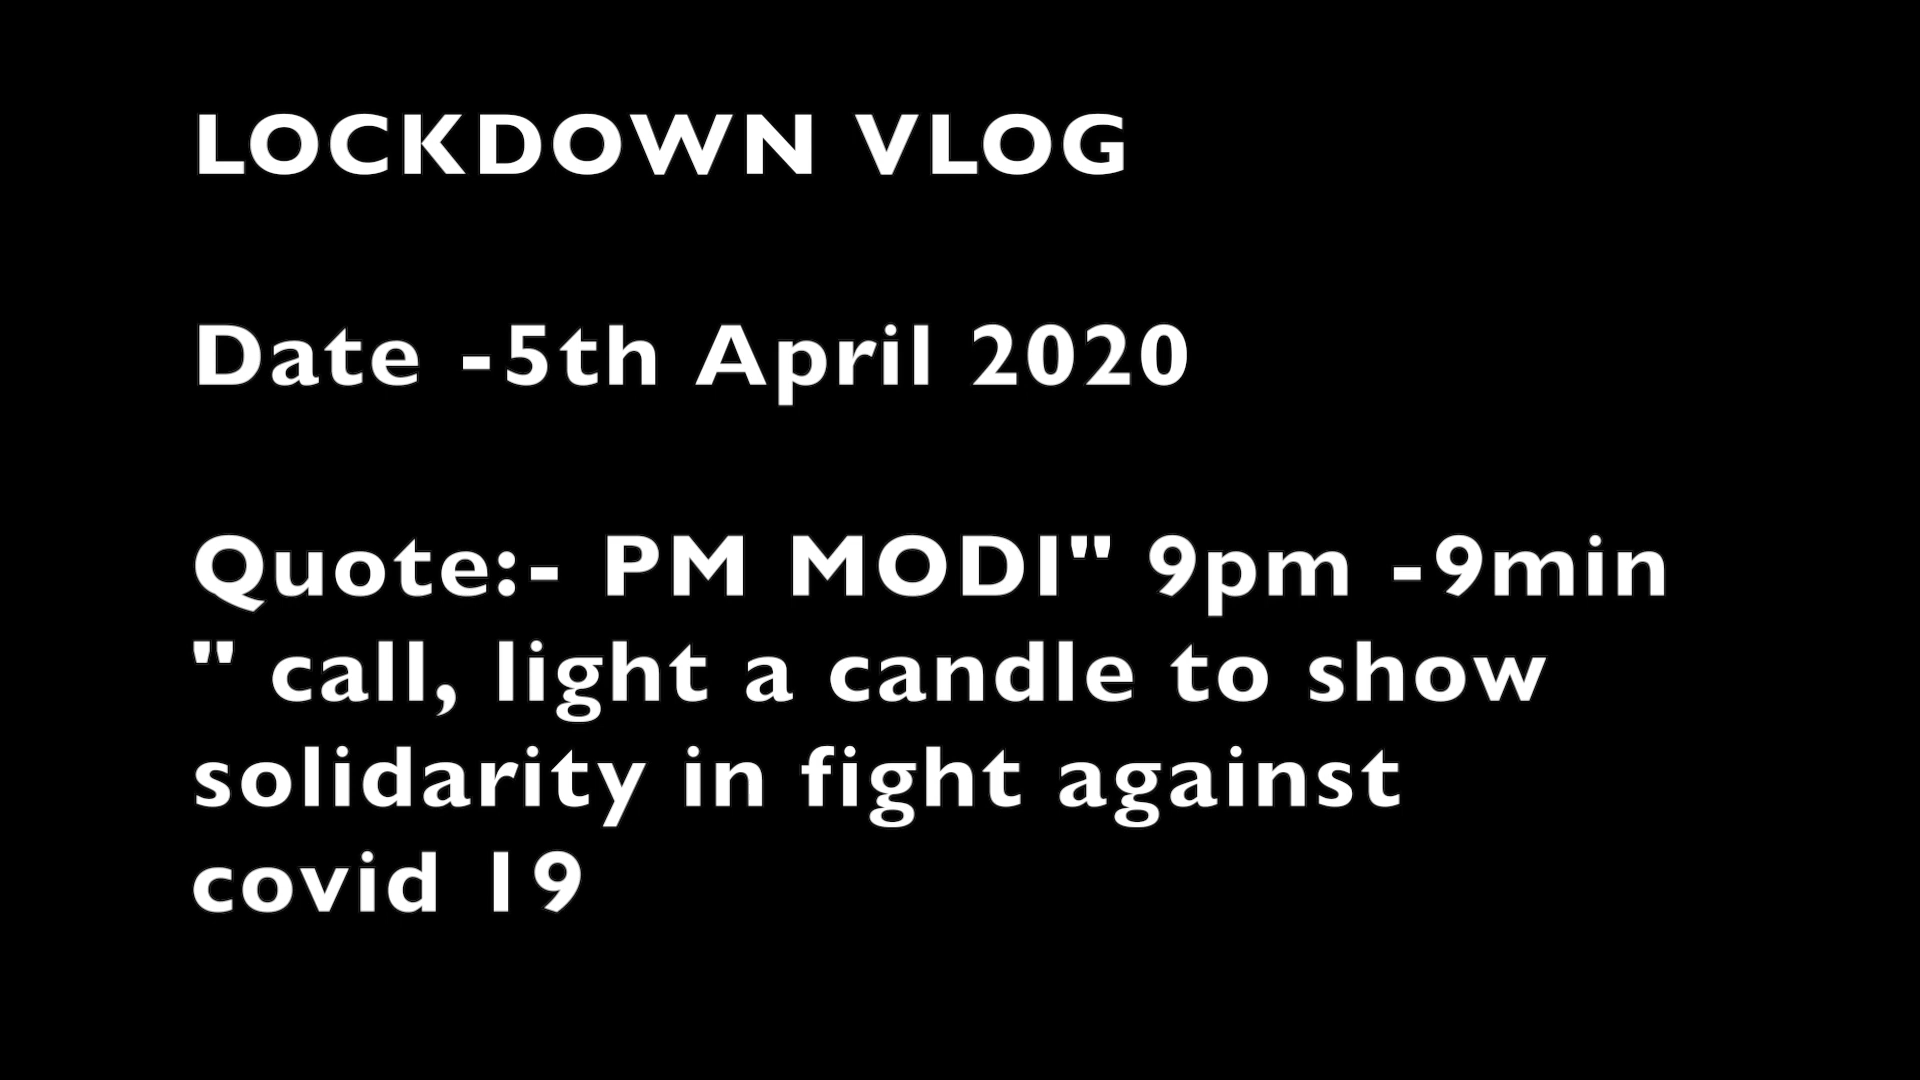 LOCKDOWN VLOG
Date -5th April 2020
Quote:- PM MODI" 9pm -9min
" call, light a candle to show
solidarity in fight against
covid 19